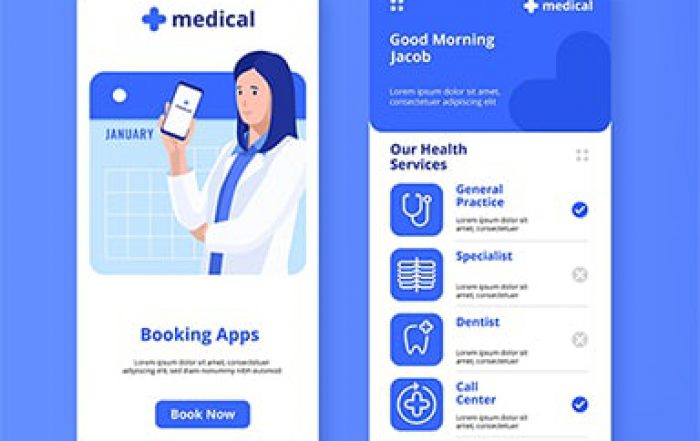 medical
JANUARY
Booking Apps
Lorem ipsum dolor sit amet, consectetuer
adipiscing elit, sed diam nonummy nibh euismod
Book Now
medical
Good Morning
Jacob
Lorem ipsum dolor sit amet,
consectetuer adipiscing elit
Our Health
Services
General
Practice
Lorem ipsum dolor sit
amet, consectetuer
Specialist
Lorem ipsum dolor sit
amet, consectetuer
Dentist
Lorem ipsum dolor sit
amet, consectetuer
Call
Center
Lorem ipsum dolor sit
amet, consectetuer